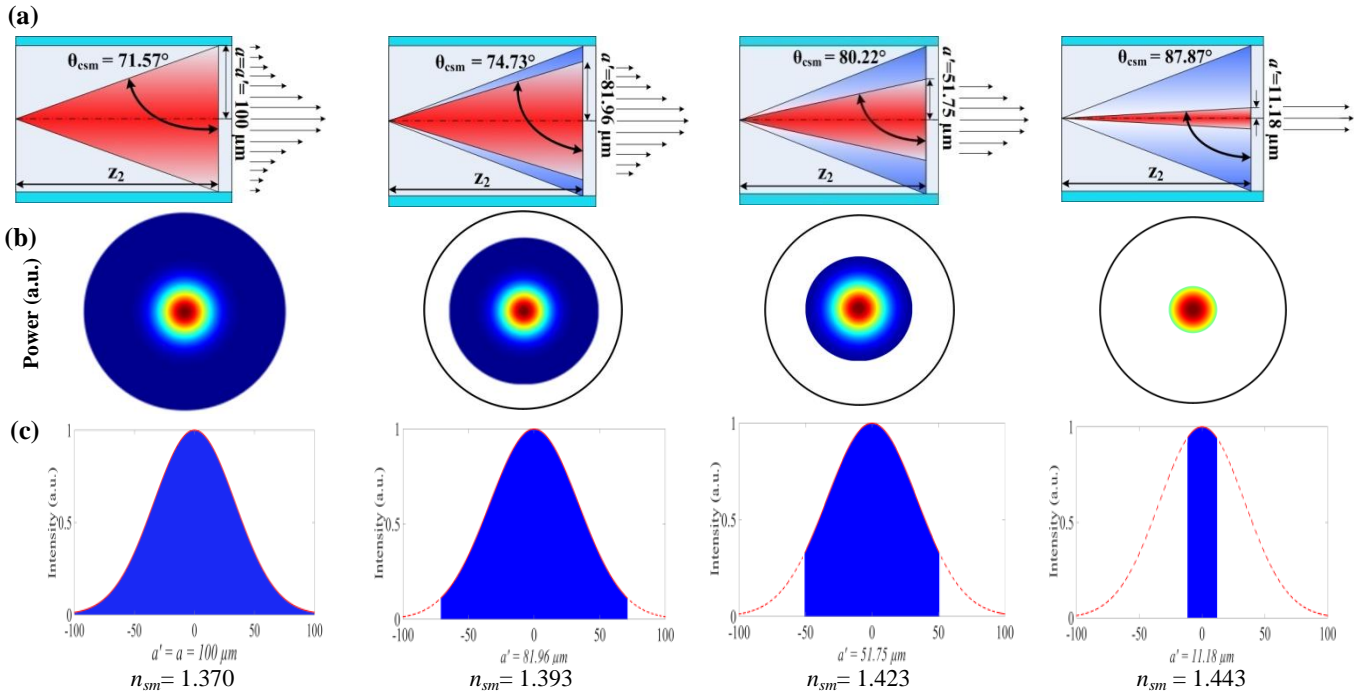 (a)
θcsm = 71.57°
a'=a= 100 µm
z2
θcsm = 74.73°
a'=81.96 µm
z2
θcsm = 80.22°
a'=51.75 µm
z2
θcsm = 87.87°
a'=11.18 µm
z2
(b)
Power (a.u.)
(c)
Intensity (a.u.)
1
0.5
0
-100 -50 0 50 100
a' = a = 100 µm
nsm= 1.370
Intensity (a.u.)
1
0.5
0
-100 -50 0 50 100
a' = 81.96 µm
nsm= 1.393
Intensity (a.u.)
1
0.5
0
-100 -50 0 50 100
a' = 51.75 µm
nsm= 1.423
Intensity (a.u.)
1
0.5
0
-100 -50 0 50 100
a' = 11.18 µm
nsm= 1.443